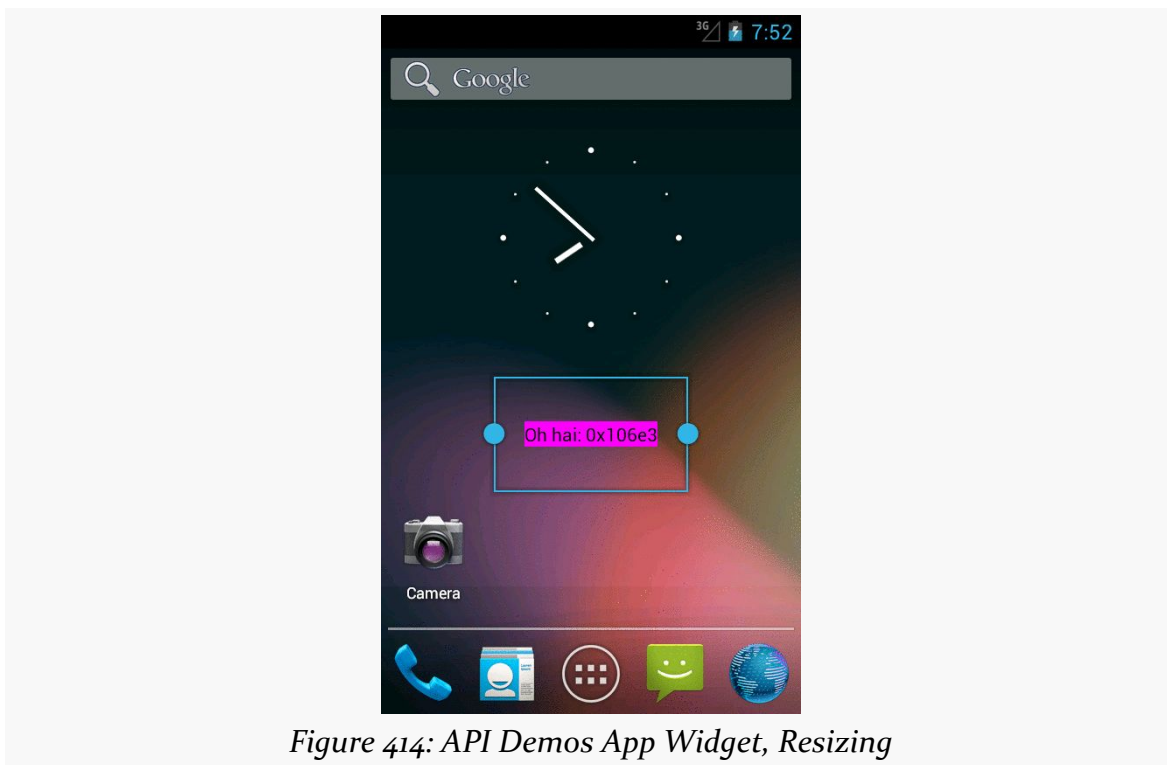 3G 7:52
Google
Oh hai: 0x106e3
Camera
Figure 414: API Demos App Widget, Resizing